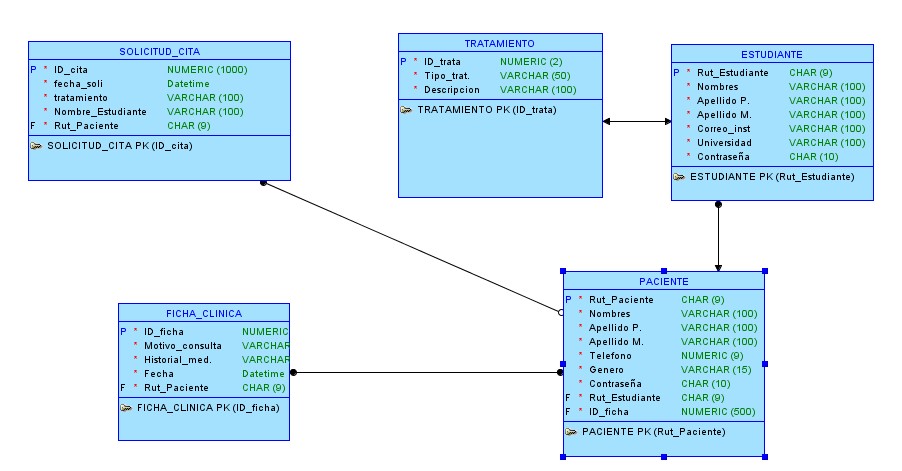 SOLICITUD_CITA
P * ID_cita NUMERIC (1000)
* fecha_soli Datetime
* tratamiento VARCHAR (100)
* Nombre_Estudiante VARCHAR (100)
F * Rut_Paciente CHAR (9)
SOLICITUD_CITA PK (ID_cita)
TRATAMIENTO
P * ID_trata NUMERIC (2)
* Tipo_trat. VARCHAR (50)
* Descripcion VARCHAR (100)
TRATAMIENTO PK (ID_trata)
ESTUDIANTE
P * Rut_Estudiante CHAR (9)
* Nombres VARCHAR (100)
* Apellido P. VARCHAR (100)
* Apellido M. VARCHAR (100)
* Correo_inst VARCHAR (100)
* Universidad VARCHAR (100)
* Contraseña CHAR (10)
ESTUDIANTE PK (Rut_Estudiante)
FICHA_CLINICA
P * ID_ficha NUMERIC
* Motivo_consulta VARCHAR
* Historial_med. VARCHAR
* Fecha Datetime
F * Rut_Paciente CHAR (9)
FICHA_CLINICA PK (ID_ficha)
PACIENTE
P * Rut_Paciente CHAR (9)
* Nombres VARCHAR (100)
* Apellido P. VARCHAR (100)
* Apellido M. VARCHAR (100)
* Telefono NUMERIC (9)
* Genero VARCHAR (15)
* Contraseña CHAR (10)
F * Rut_Estudiante CHAR (9)
F * ID_ficha NUMERIC (500)
PACIENTE PK (Rut_Paciente)